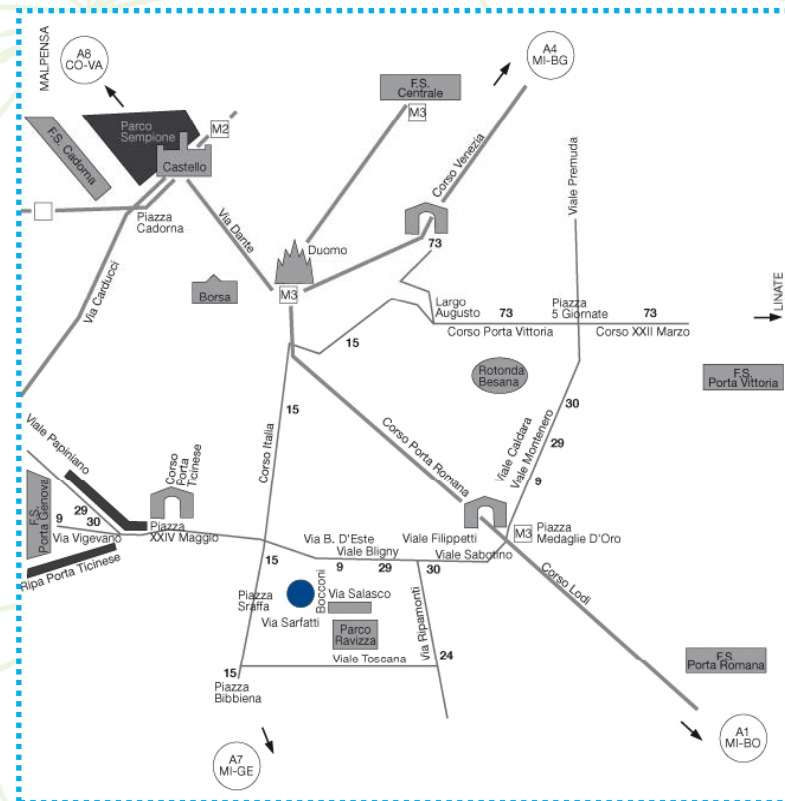 MALPENSA
A8
CO-VA
A4
MI-BG
F.S.
Centrale
M3
Parco
Sempione
M2
F.S. Cadorna
Castello
Corso Venezia
Viale Premuda
Piazza
Cadorna
Via Dante
73
Duomo
Via Carducci
Borsa
M3
LINATE
Largo
Augusto
73
Piazza
5 Giornate
73
Corso Porta Vittoria
Corso XXII Marzo
15
F.S.
Porta Vittoria
Rotonda
Besana
15
30
Corso Italia
Corso Porta Romana
Viale Caldara
Viale Montenero
29
9
Viale Papiniano
Corso
Porta
Ticinese
F.S.
Porta Genova
29
9
30
Via Vigevano
Piazza
XXIV Maggio
M3
Piazza
Medaglie D'Oro
Via B. D'Este
Viale Filippetti
Viale Bligny
Viale Sabotino
Ripa Porta Ticinese
15
9
29
30
Corso Lodi
Piazza
Sraffa
Bocconi
Via Salasco
Via Sarfatti
Parco
Ravizza
Via Ripamonti
Viale Toscana
24
15
Piazza
Bibbiena
F.S.
Porta Romana
A7
MI-GE
A1
MI-BO